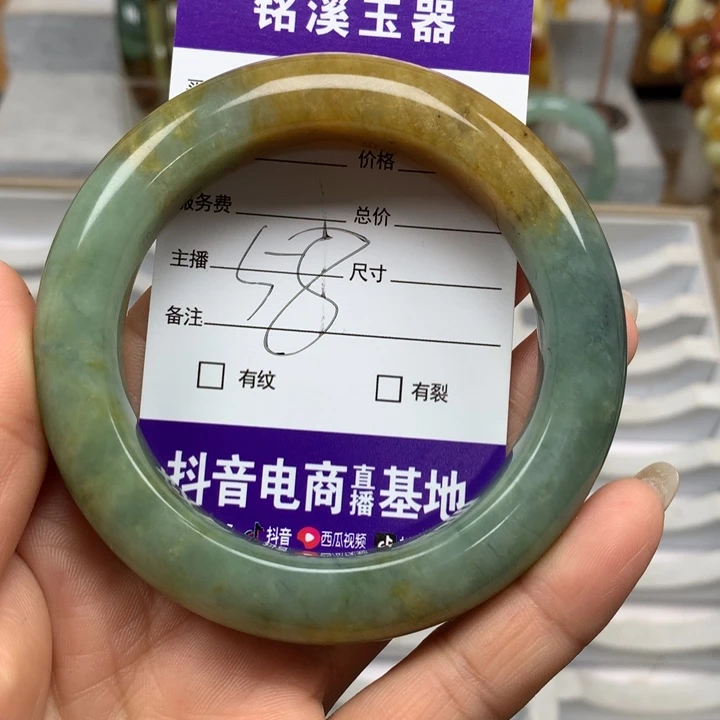 铭溪玉器
价格
服务费 总价
主播 尺寸
58
备注
有纹 有裂
抖音电商直播基地
抖音 西瓜视频